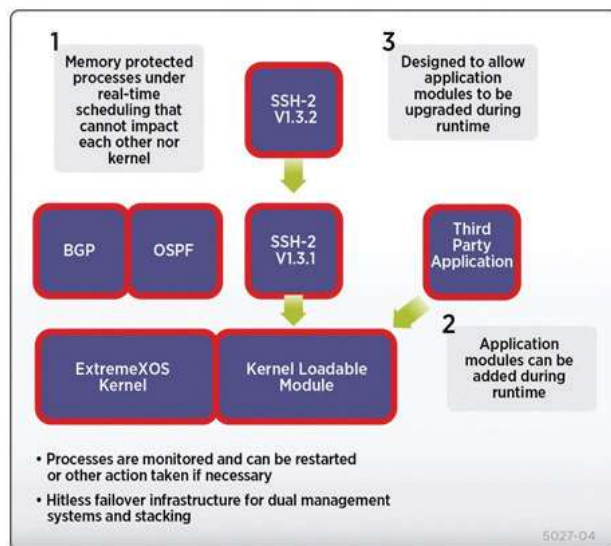 1
Memory protected
processes under
real-time
scheduling that
cannot impact
each other nor
kernel
SSH-2
V1.3.2
3
Designed to allow
application
modules to be
upgraded during
runtime
BGP
OSPF
SSH-2
V1.3.1
Third
Party
Application
ExtremeXOS
Kernel
Kernel Loadable
Module
2
Application
modules can be
added during
runtime
• Processes are monitored and can be restarted
or other action taken if necessary
• Hitless failover infrastructure for dual management
systems and stacking
5027-04